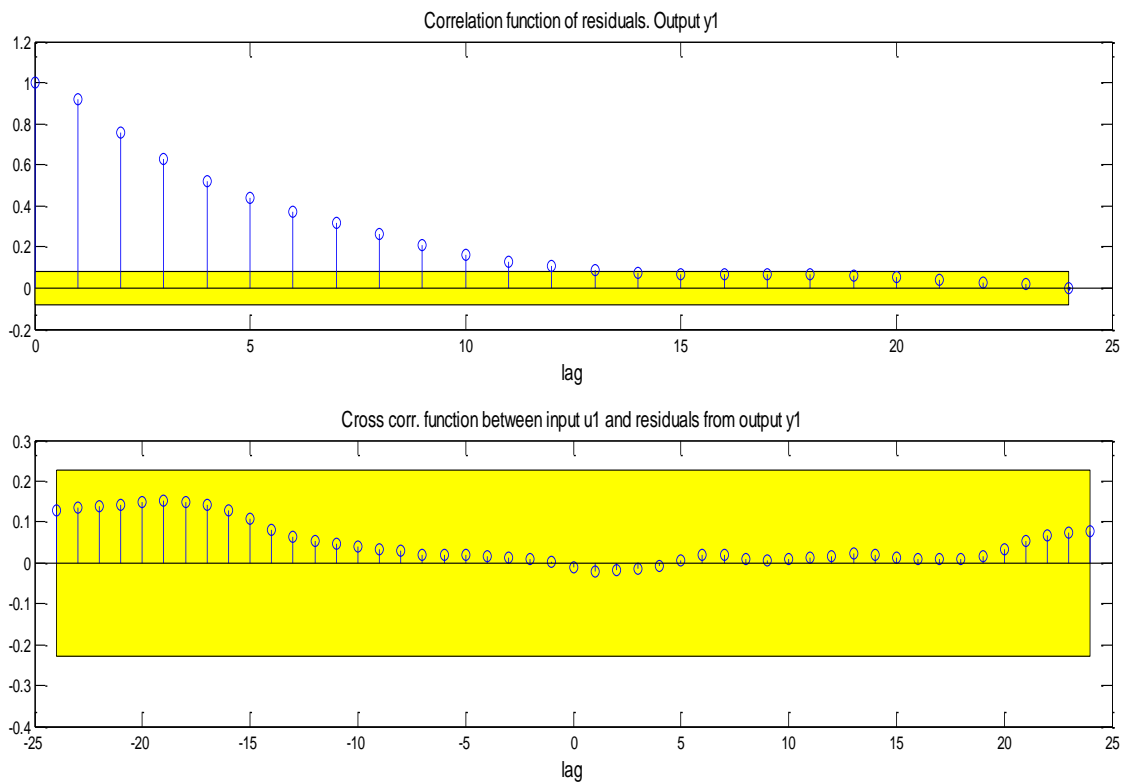 Correlation function of residuals. Output y1
1.2
1
0.8
0.6
0.4
0.2
0
-0.2
0 5 10 15 20 25
lag
Cross corr. function between input u1 and residuals from output y1
0.3
0.2
0.1
0
-0.1
-0.2
-0.3
-0.4
-25 -20 -15 -10 -5 0 5 10 15 20 25
lag